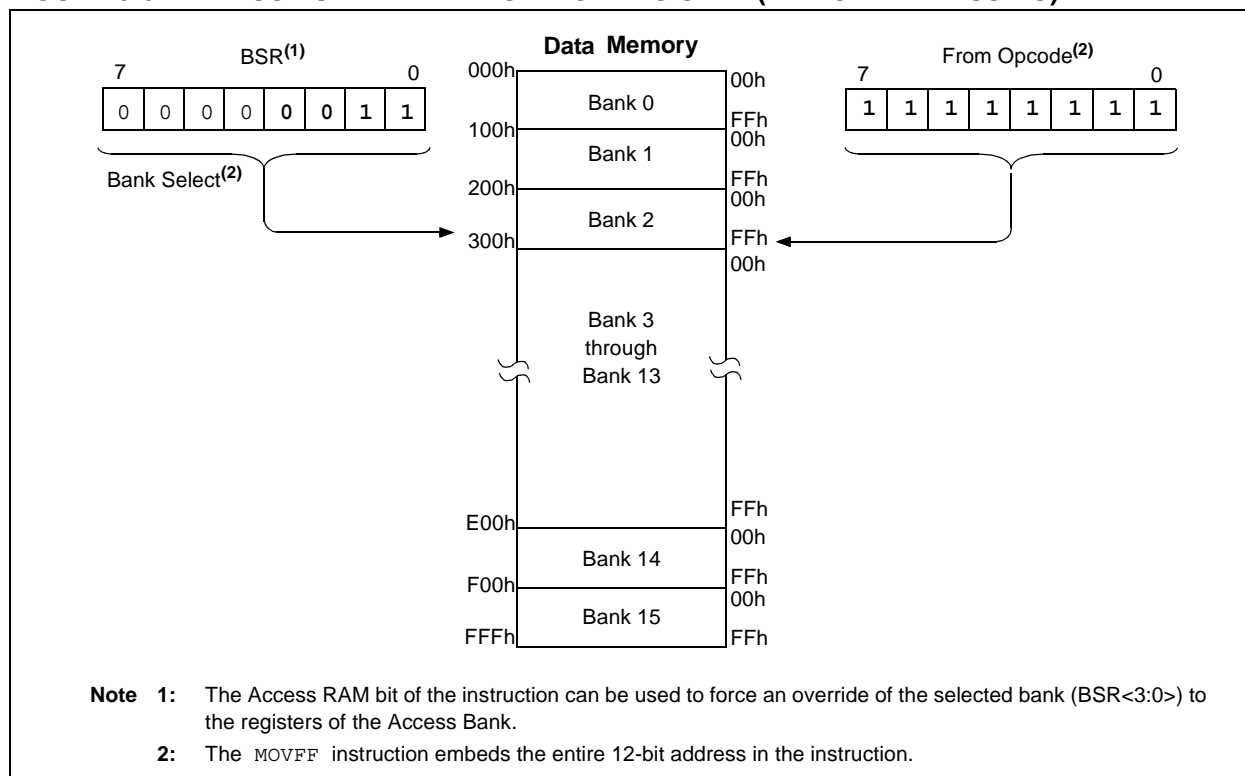 Data Memory
BSR(1)
7 0
0 0 0 0 0 0 1 1
Bank Select(2)
From Opcode(2)
7 0
1 1 1 1 1 1 1 1
000h
00h
Bank 0
FFh
100h
00h
Bank 1
FFh
200h
00h
Bank 2
FFh
300h
00h
Bank 3
through
Bank 13
FFh
E00h
00h
Bank 14
FFh
F00h
00h
Bank 15
FFFh
FFh
Note 1: The Access RAM bit of the instruction can be used to force an override of the selected bank (BSR<3:0>) to
the registers of the Access Bank.
2: The MOVFF instruction embeds the entire 12-bit address in the instruction.